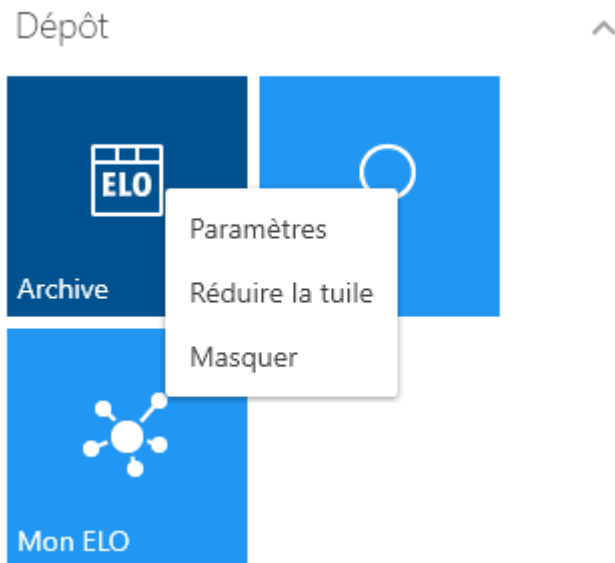 Dépôt
ELO
Archive
Paramètres
Réduire la tuile
Masquer
Mon ELO